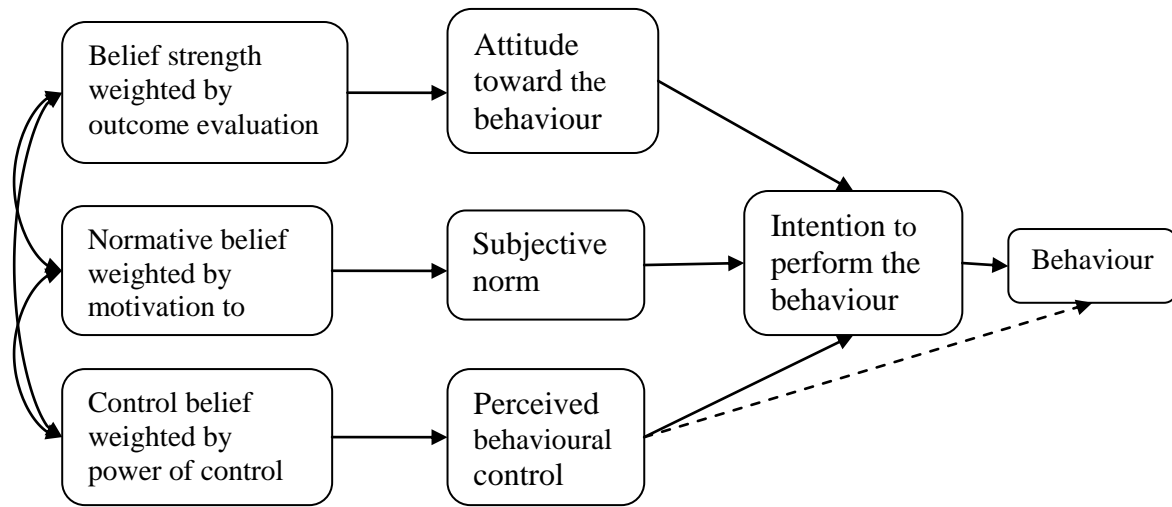 Belief strength
weighted by
outcome evaluation
Attitude
toward the
behaviour
Normative belief
weighted by
motivation to
Subjective
norm
Intention to
perform the
behaviour
Behaviour
Control belief
weighted by
power of control
Perceived
behavioural
control